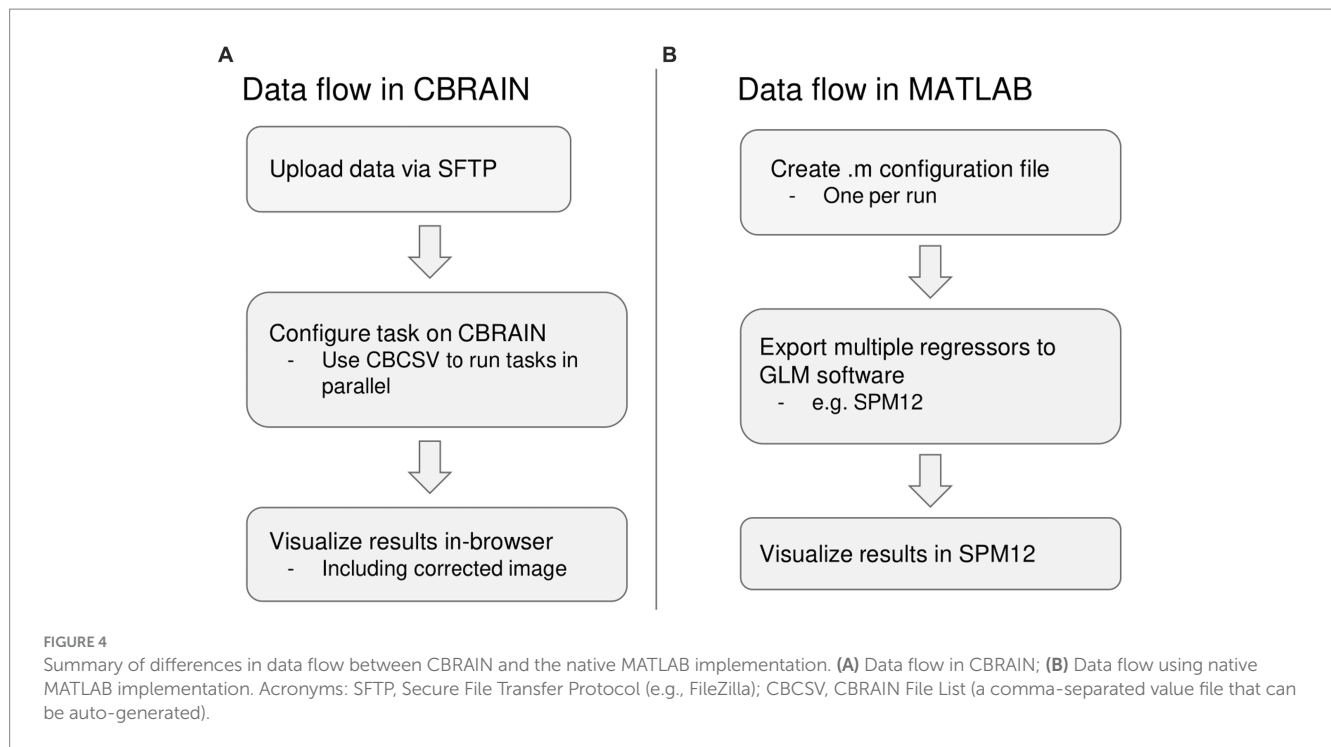 A
Data flow in CBRAIN
Upload data via SFTP
Configure task on CBRAIN
- Use CBCSV to run tasks in
parallel
Visualize results in-browser
- Including corrected image
B
Data flow in MATLAB
Create .m configuration file
- One per run
Export multiple regressors to
GLM software
- e.g. SPM12
Visualize results in SPM12
FIGURE 4
Summary of differences in data flow between CBRAIN and the native MATLAB implementation. (A) Data flow in CBRAIN; (B) Data flow using native
MATLAB implementation. Acronyms: SFTP, Secure File Transfer Protocol (e.g., FileZilla); CBCSV, CBRAIN File List (a comma-separated value file that can
be auto-generated).